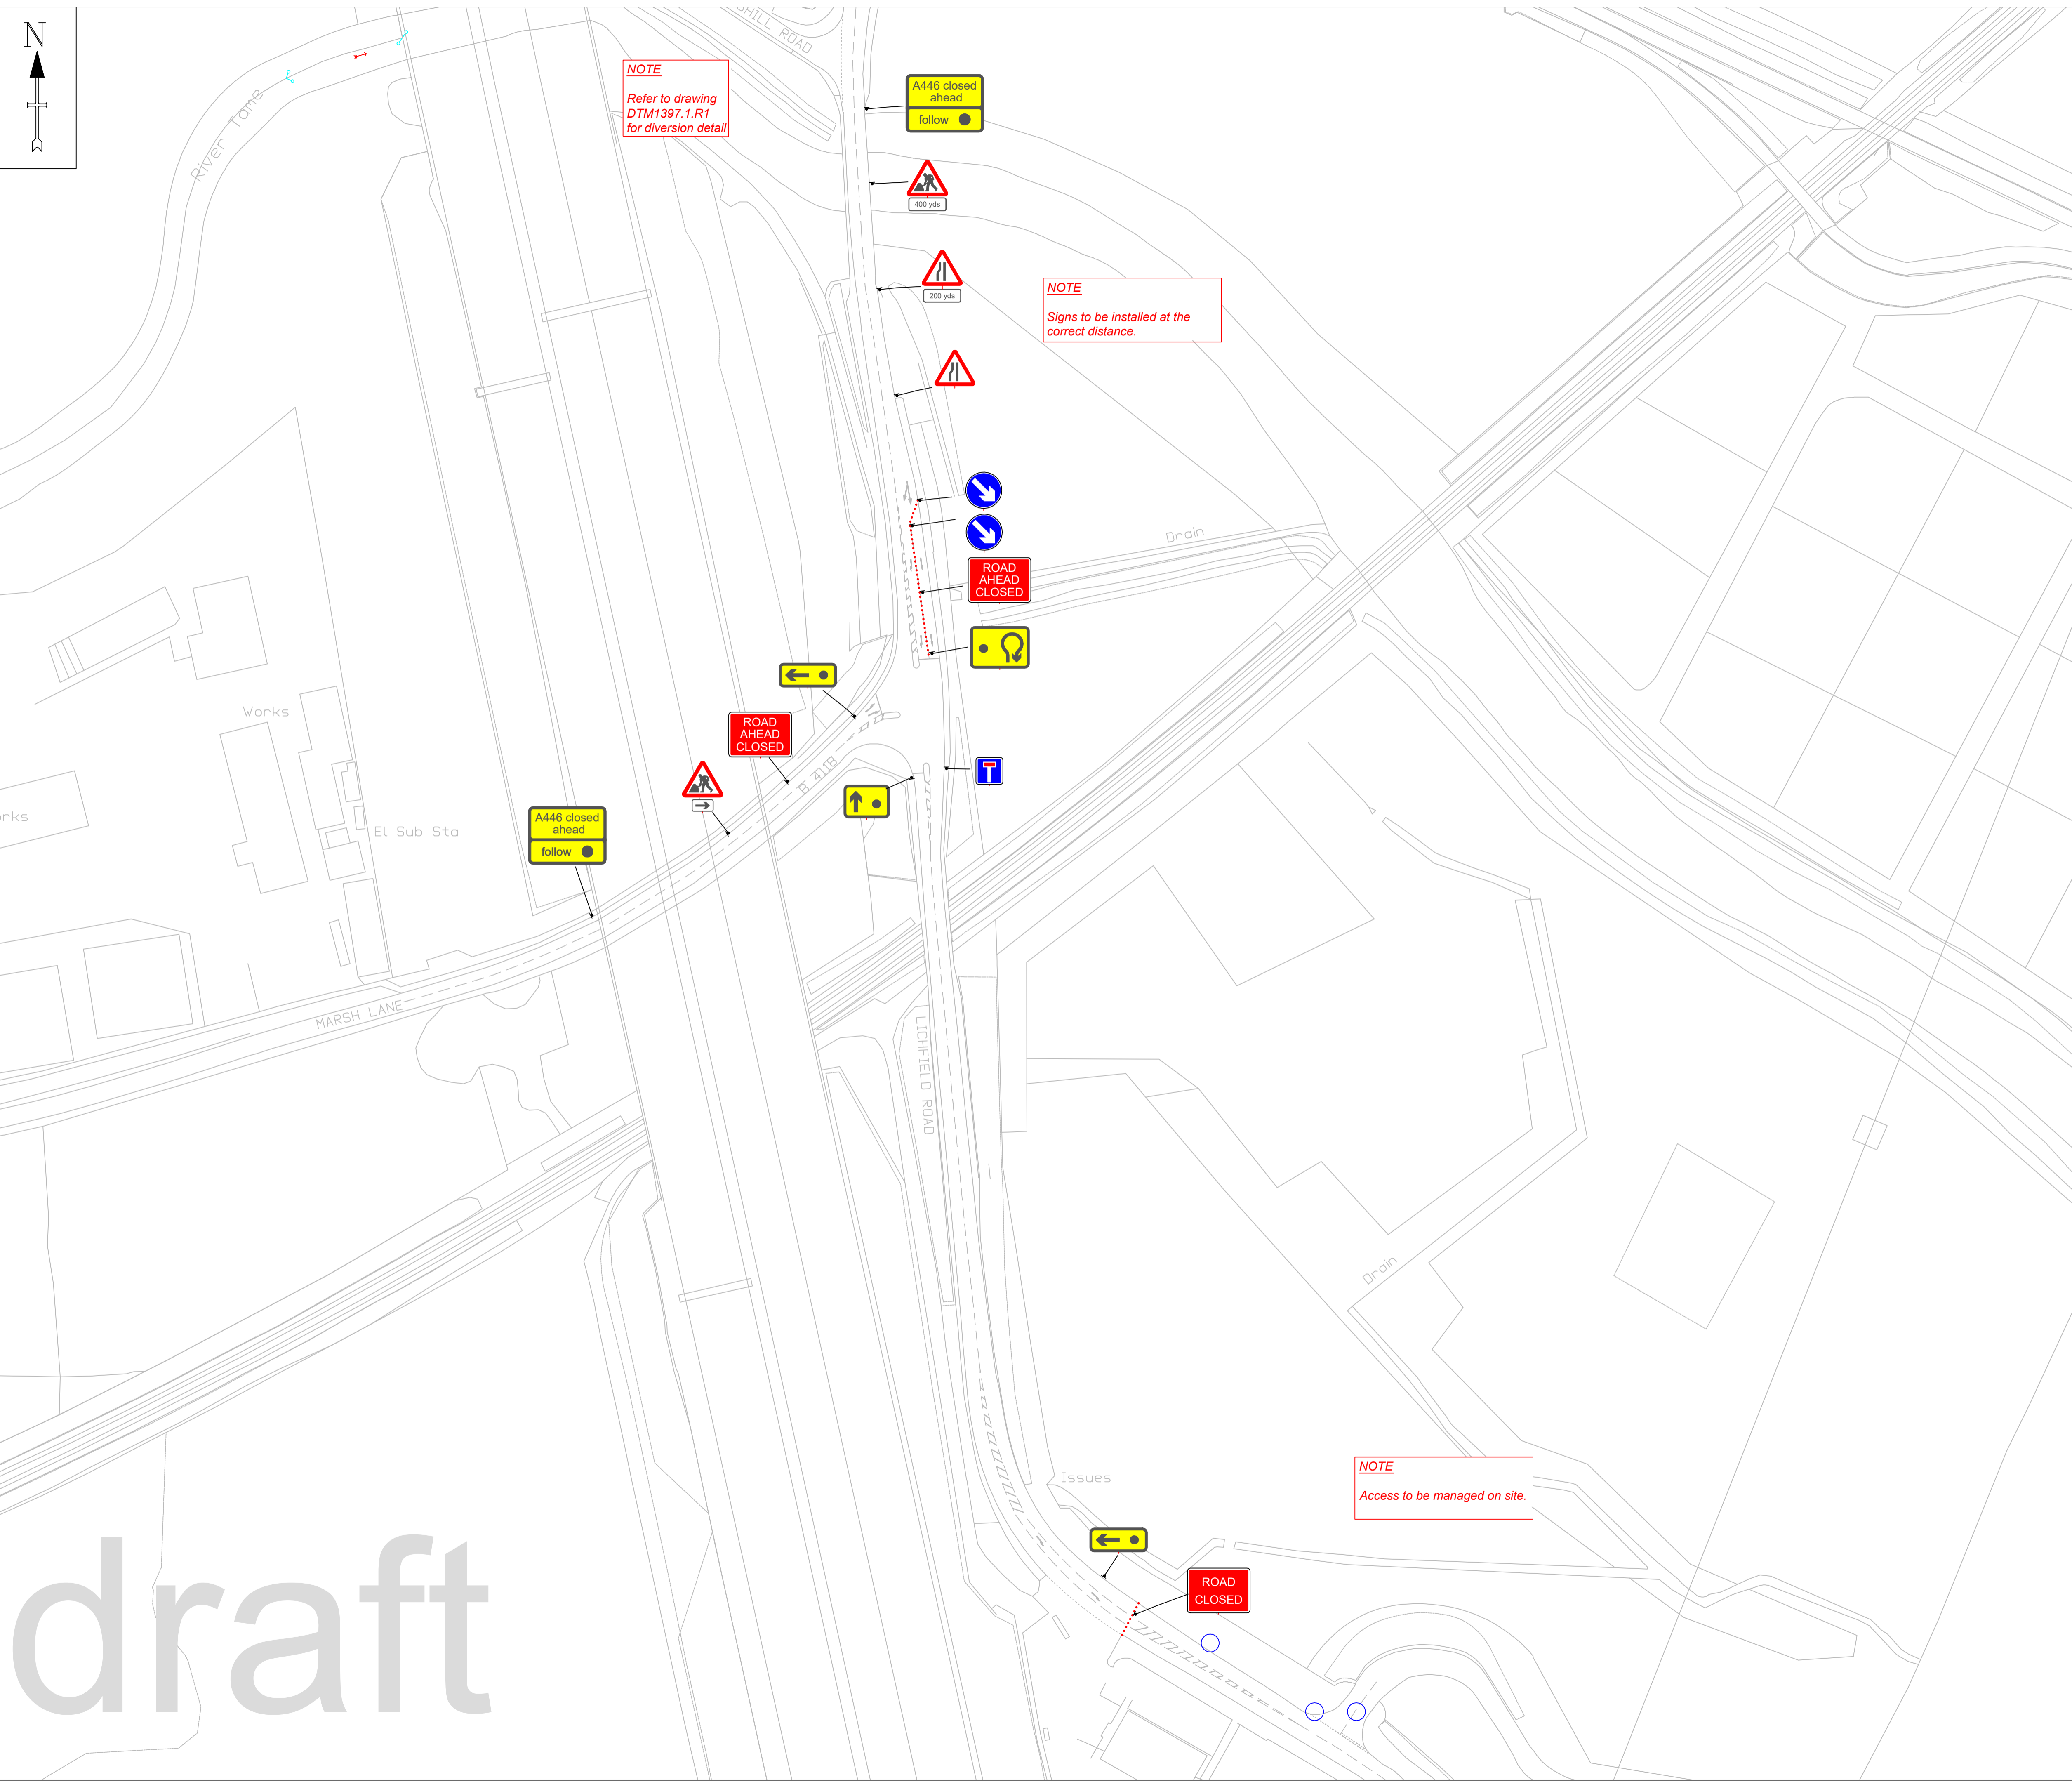 N
HILL ROAD
River Tame
NOTE
Refer to drawing
DTM1397.1.R1
for diversion detail
A446 closed
ahead
follow
400 yds
200 yds
NOTE
Signs to be installed at the
correct distance.
Drain
ROAD
AHEAD
CLOSED
Works
ROAD
AHEAD
CLOSED
B 4118
orks
El Sub Sta
A446 closed
ahead
follow
MARSH LANE
LICHFIELD ROAD
Drain
Issues
NOTE
Access to be managed on site.
ROAD
CLOSED
draft